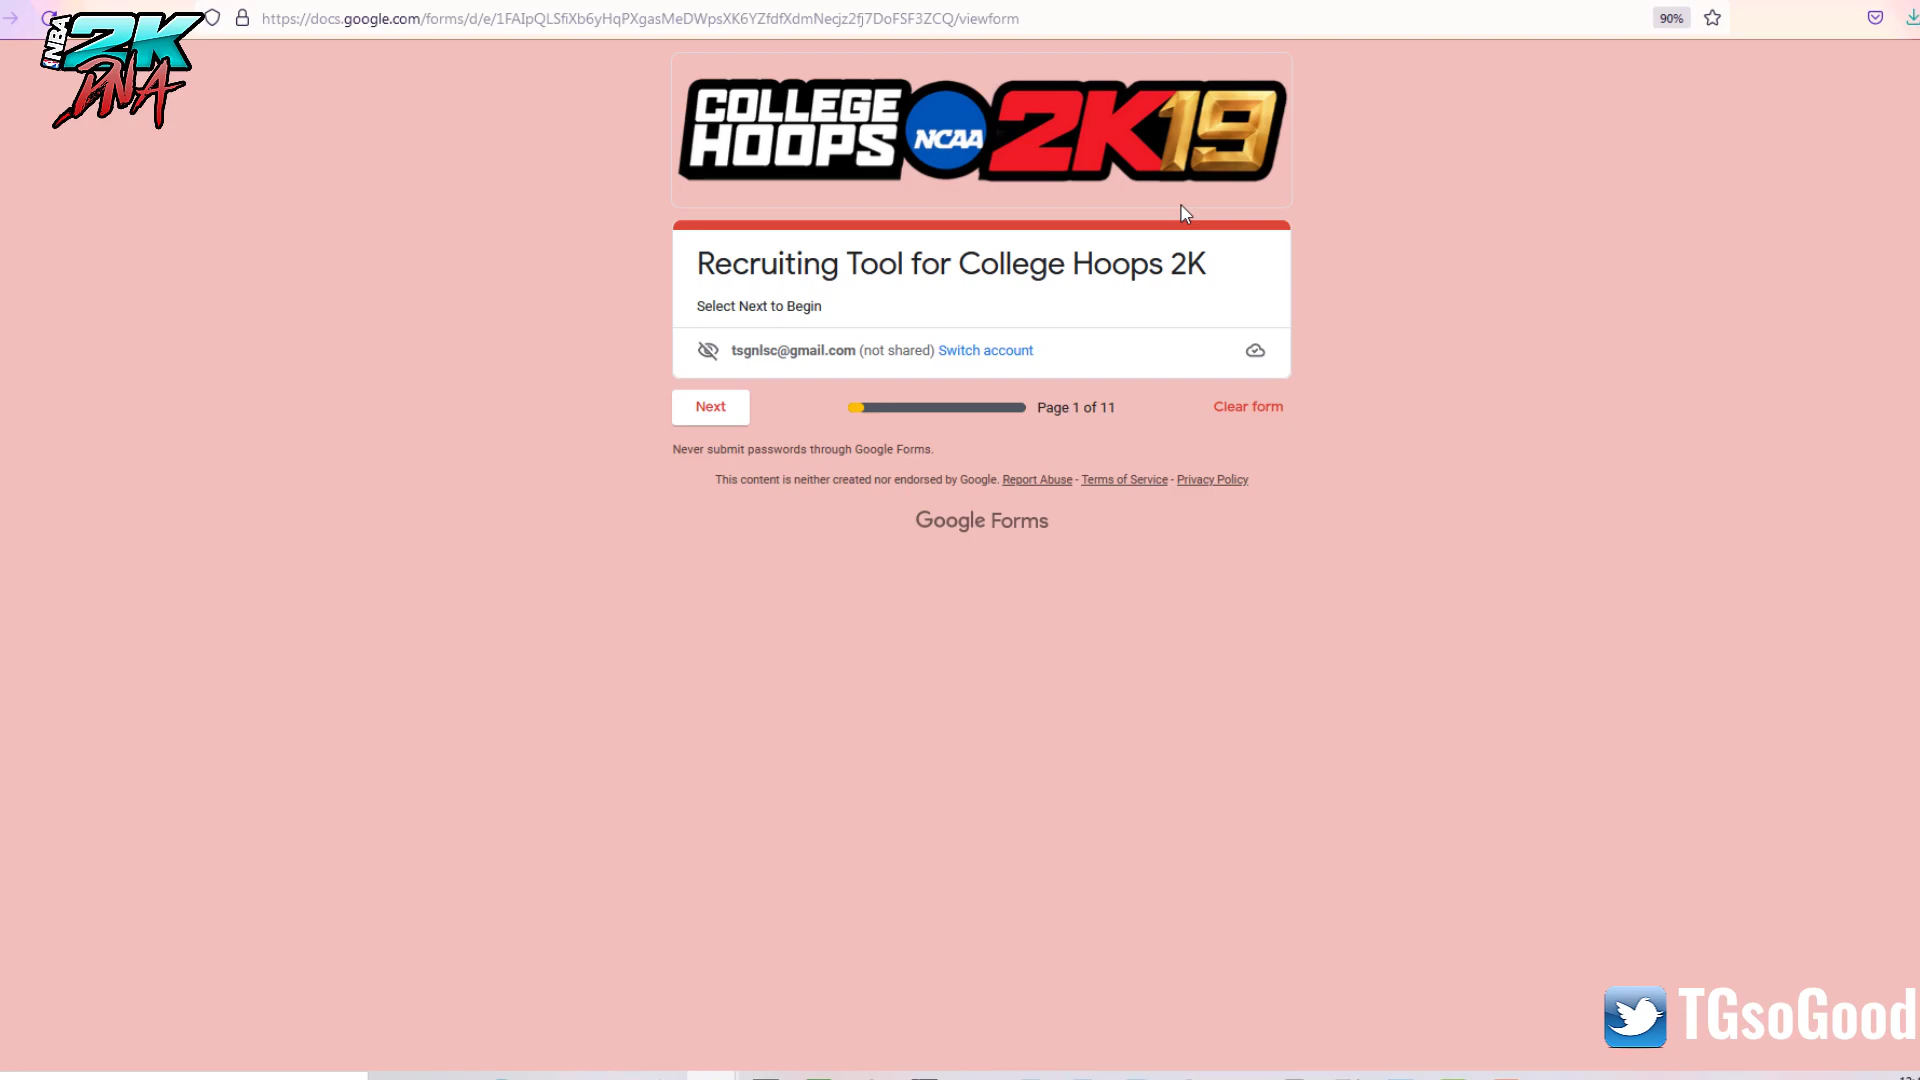 https://docs.google.com/forms/d/e/1FAIpQLSfiXb6yHqPXgasMeDWpsXK6YZfdfXdmNecjz2fj7DoFSF3ZCQ/viewform
90%
NBA
2K
DNA
COLLEGE
HOOPS
NCAA
2K19
Recruiting Tool for College Hoops 2K
Select Next to Begin
tsgnlsc@gmail.com (not shared) Switch account
Next
Page 1 of 11
Clear form
Never submit passwords through Google Forms.
This content is neither created nor endorsed by Google. Report Abuse - Terms of Service - Privacy Policy
Google Forms
TGsoGood